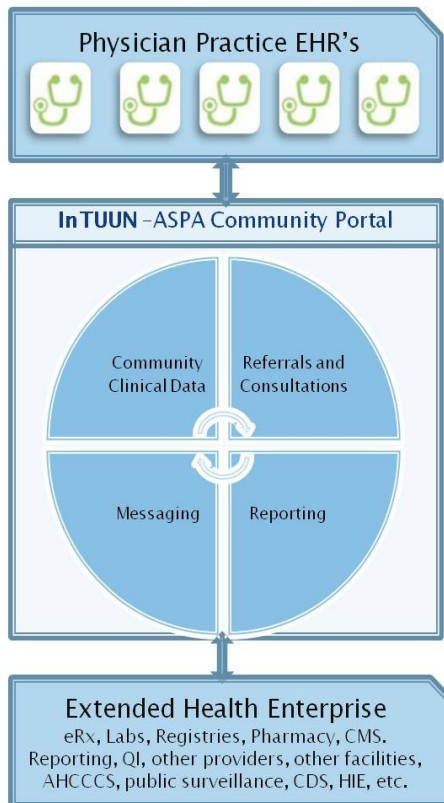 Physician Practice EHR's
InTUUN -ASPA Community Portal
Community
Clinical Data
Referrals and
Consultations
Messaging
Reporting
Extended Health Enterprise
eRx, Labs, Registries, Pharmacy, CMS.
Reporting, QI, other providers, other facilities,
AHCCCS, public surveillance, CDS, HIE, etc.